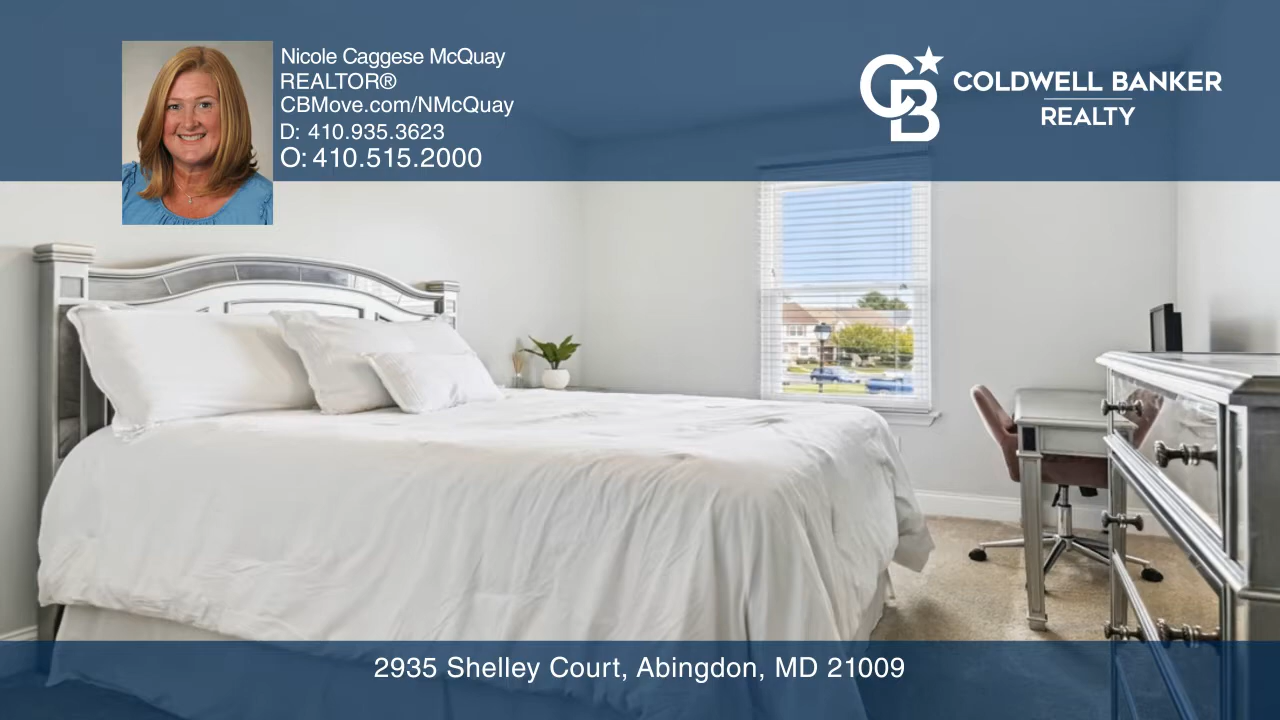 Nicole Caggese McQuay
REALTOR®
CBMove.com/NMcQuay
D: 410.935.3623
O: 410.515.2000
CB
COLDWELL BANKER
REALTY
2935 Shelley Court, Abingdon, MD 21009